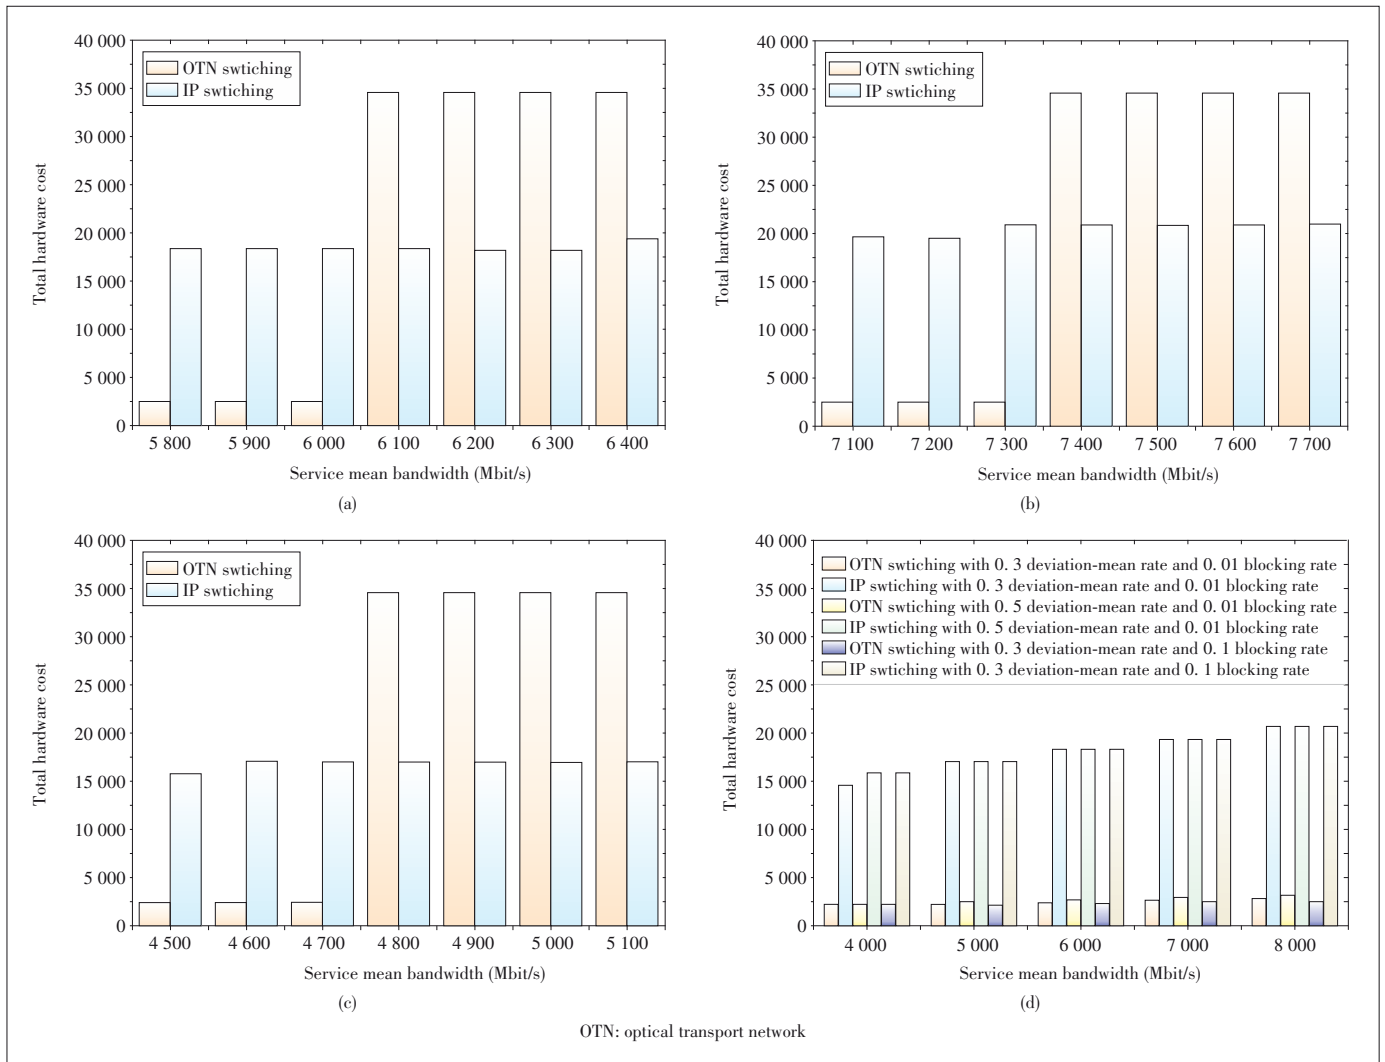 40 000
35 000
30 000
25 000
20 000
15 000
10 000
5 000
0
Total hardware cost
OTN swtiching
IP swtiching
5 800 5 900 6 000 6 100 6 200 6 300 6 400
Service mean bandwidth (Mbit/s)
(a)
40 000
35 000
30 000
25 000
20 000
15 000
10 000
5 000
0
Total hardware cost
OTN swtiching
IP swtiching
7 100 7 200 7 300 7 400 7 500 7 600 7 700
Service mean bandwidth (Mbit/s)
(b)
40 000
35 000
30 000
25 000
20 000
15 000
10 000
5 000
0
Total hardware cost
OTN swtiching
IP swtiching
4 500 4 600 4 700 4 800 4 900 5 000 5 100
Service mean bandwidth (Mbit/s)
(c)
40 000
35 000
30 000
25 000
20 000
15 000
10 000
5 000
0
Total hardware cost
OTN swtiching with 0. 3 deviation-mean rate and 0. 01 blocking rate
IP swtiching with 0. 3 deviation-mean rate and 0. 01 blocking rate
OTN swtiching with 0. 5 deviation-mean rate and 0. 01 blocking rate
IP swtiching with 0. 5 deviation-mean rate and 0. 01 blocking rate
OTN swtiching with 0. 3 deviation-mean rate and 0. 1 blocking rate
IP swtiching with 0. 3 deviation-mean rate and 0. 1 blocking rate
4 000 5 000 6 000 7 000 8 000
Service mean bandwidth (Mbit/s)
(d)
OTN: optical transport network